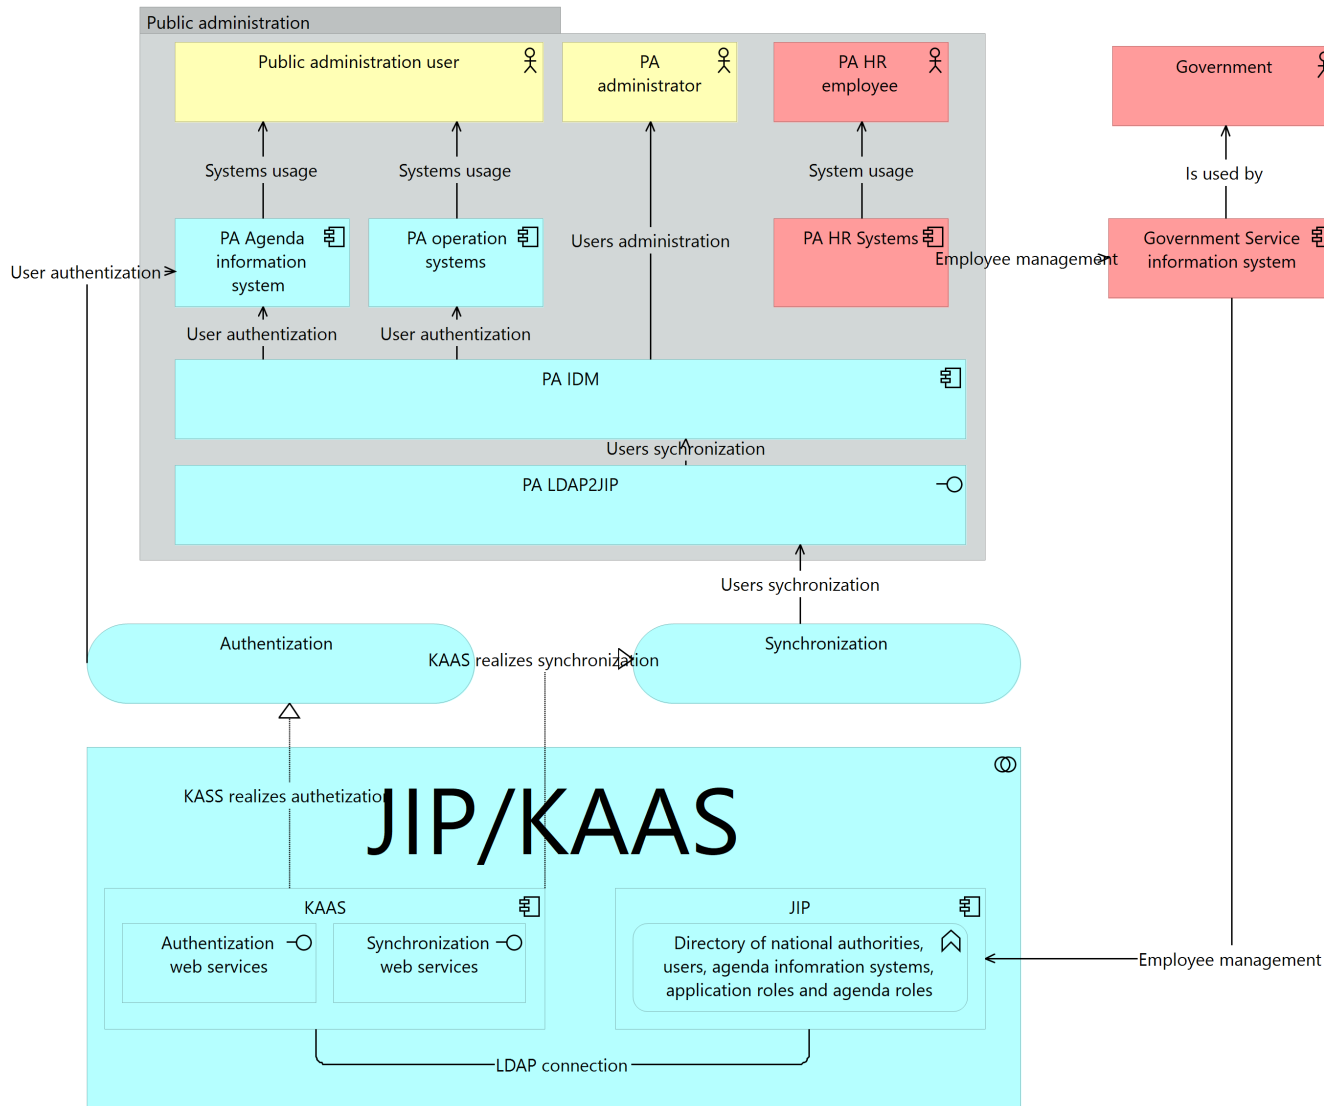 Public administration
Public administration user
PA
administrator
PA HR
employee
Government
Systems usage
Systems usage
System usage
Is used by
PA Agenda
information
system
PA operation
systems
Users administration
PA HR Systems
Employee management
Government Service
information system
User authentization
User authentization
User authentization
PA IDM
Users sychronization
PA LDAP2JIP
Users sychronization
Authentization
KAAS realizes synchronization
Synchronization
KASS realizes authetization
JIP/KAAS
KAAS
Authentization
web services
Synchronization
web services
JIP
Directory of national authorities,
users, agenda infomration systems,
application roles and agenda roles
Employee management
LDAP connection